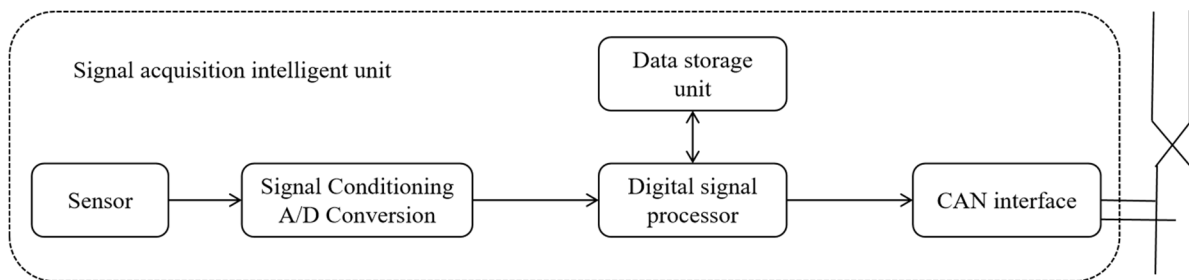 Signal acquisition intelligent unit
Data storage
unit
Sensor
Signal Conditioning
A/D Conversion
Digital signal
processor
CAN interface